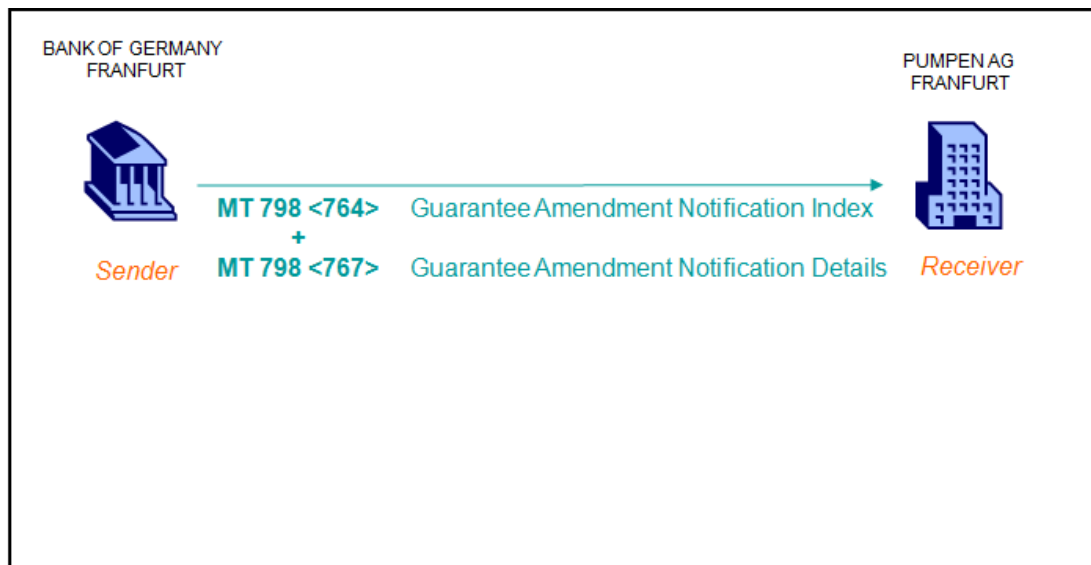 BANK OF GERMANY
FRANFURT
PUMPEN AG
FRANFURT
MT 798 <764> Guarantee Amendment Notification Index
+
Sender MT 798 <767> Guarantee Amendment Notification Details Receiver